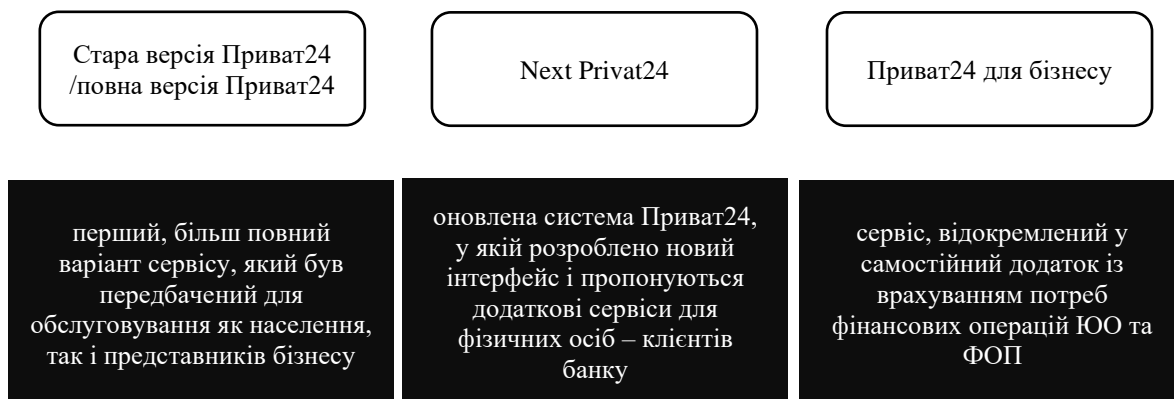 Стара версія Приват24
/повна версія Приват24
Next Privat24
Приват24 для бізнесу
перший, більш повний
варіант сервісу, який був
передбачений для
обслуговування як населення,
так і представників бізнесу
оновлена система Приват24,
у якій розроблено новий
інтерфейс і пропонуються
додаткові сервіси для
фізичних осіб – клієнтів
банку
сервіс, відокремлений у
самостійний додаток із
врахуванням потреб
фінансових операцій ЮО та
ФОП